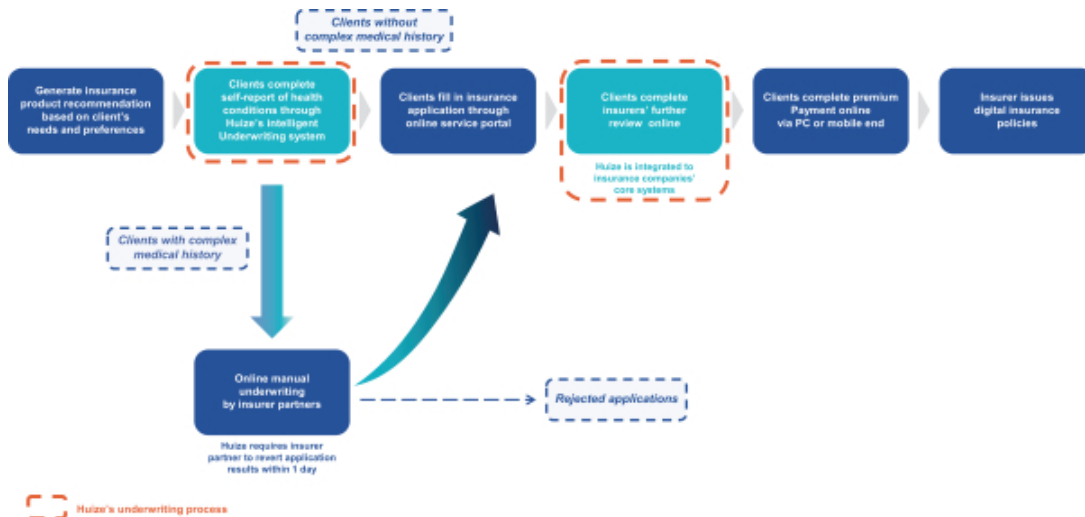 Clients without
complex medical history
Generate Insurance
product recommendation
based on client's
needs and preferences
Clients complete
self-report of health
conditions through
Huize's Intelligent
Underwriting system
Clients fill in insurance
application through
online service portal
Clients complete
insurers' further
review online
Huize is integrated to
insurance companies'
core systems
Clients complete premium
Payment online
via PC or mobile end
Insurer issues
digital insurance
policies
Clients with complex
medical history
Online manual
underwriting
by insurer partners
Huize requires insurer
partner to revert application
results within 1 day
Rejected applications
Huize's underwriting process